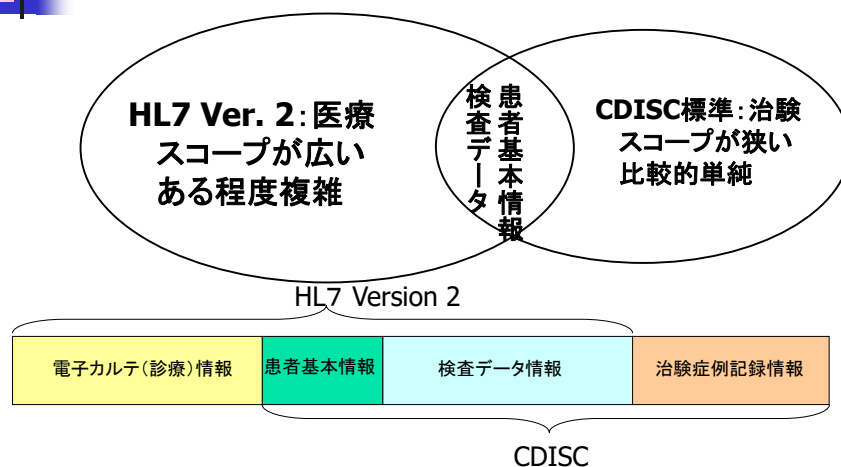 HL7 Ver. 2:医療
スコープが広い
ある程度複雑
患者基本情報
検査データ
CDISC標準:治験
スコープが狭い
比較的単純
HL7 Version 2
電子カルテ(診療)情報
患者基本情報
検査データ情報
治験症例記録情報
CDISC